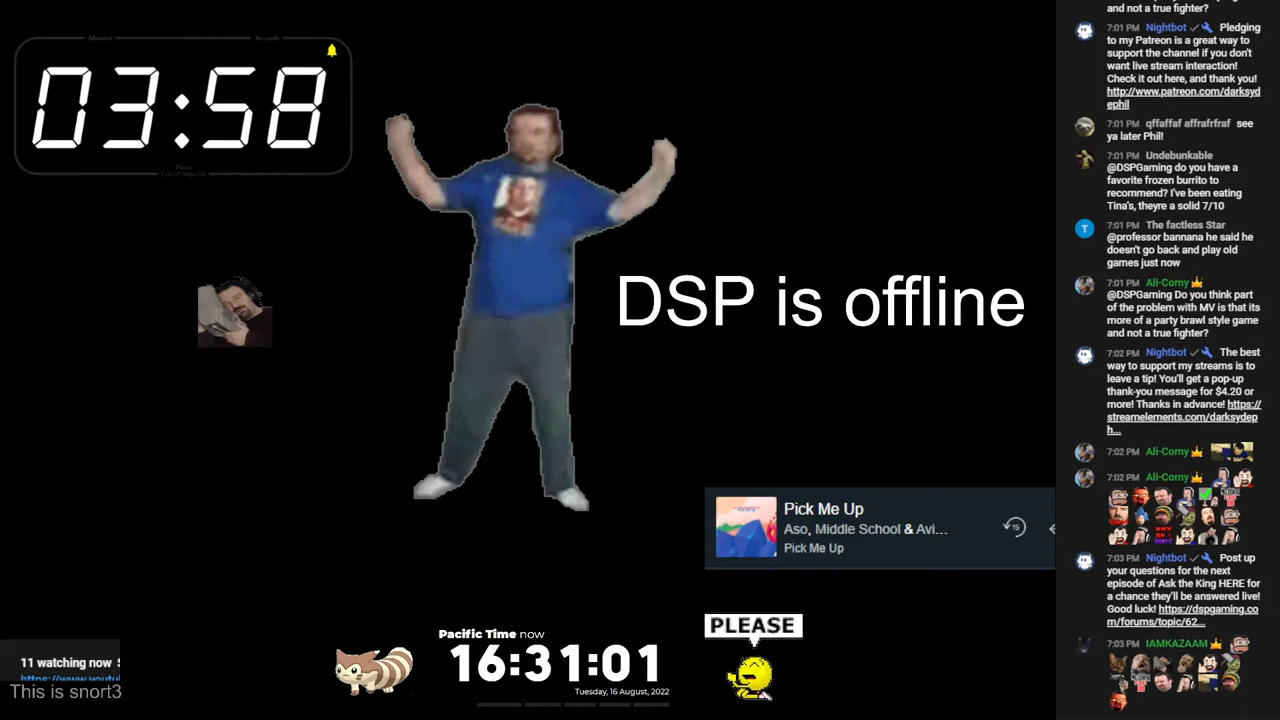 Minutes
Seconds
03:58
DSP is offline
Pick Me Up
Aso, Middle School & Avi...
Pick Me Up
15
PLEASE
Pacific Time now
16:31:01
Tuesday, 16 August, 2022
11 watching now
https://www.youtu
This is snort3
and not a true fighter?
7:01 PM Nightbot Pledging
to my Patreon is a great way to
support the channel if you don't
want live stream interaction!
Check it out here, and thank you!
http://www.patreon.com/darksyd
ephil
7:01 PM qffaffaf affrafrfraf see
ya later Phil!
7:01 PM Undebunkable
@DSPGaming do you have a
favorite frozen burrito to
recommend? I've been eating
Tina's, theyre a solid 7/10
T
7:01 PM The factless Star
@professor bannana he said he
doesn't go back and play old
games just now
7:01 PM Ali-Corny
@DSPGaming Do you think part
of the problem with MV is that its
more of a party brawl style game
and not a true fighter?
7:02 PM Nightbot The best
way to support my streams is to
leave a tip! You'll get a pop-up
thank-you message for $4.20 or
more! Thanks in advance! https://
streamelements.com/darksydep
h...
7:02 PM Ali-Corny
7:02 PM Ali-Corny
7:03 PM Nightbot Post up
your questions for the next
episode of Ask the King HERE for
a chance they'll be answered live!
Good luck! https://dspgaming.co
m/forums/topic/62...
7:03 PM IAMKAZAAM